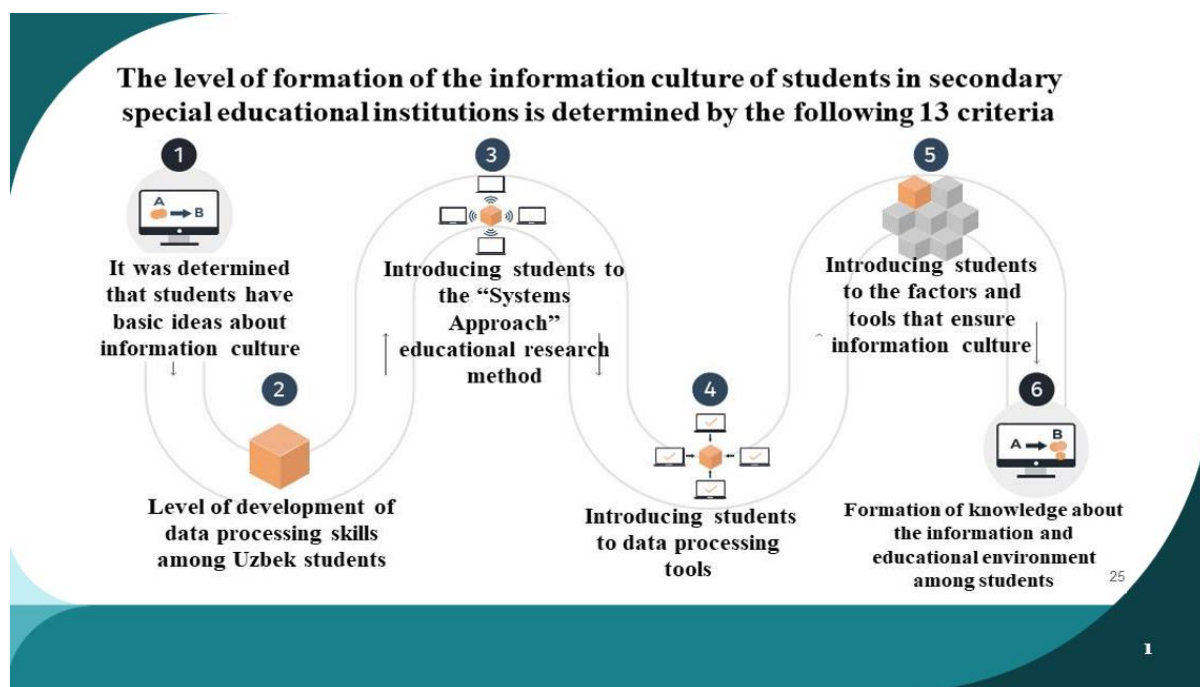 The level of formation of the information culture of students in secondary
special educational institutions is determined by the following 13 criteria
1
A
B
It was determined
that students have
basic ideas about
information culture
2
Level of development of
data processing skills
among Uzbek students
3
Introducing students to
the “Systems
Approach”
educational research
method
4
Introducing students
to data processing
tools
5
Introducing students
to the factors and
tools that ensure
information culture
6
A
B
Formation of knowledge about
the information and
educational environment
among students
25
1